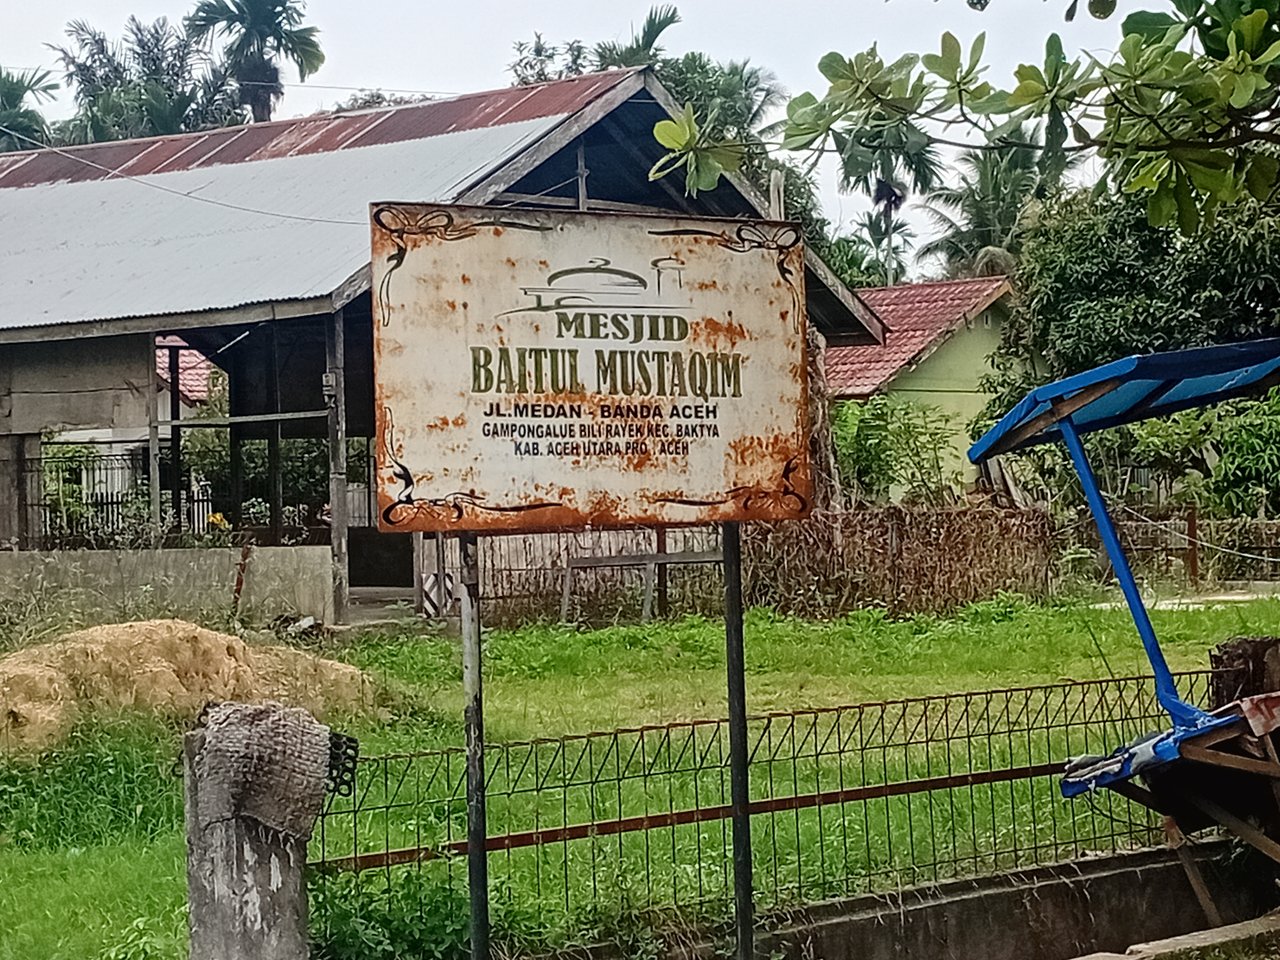 MESJID
BAITUL MUSTAQIM
JL.MEDAN - BANDA ACEH
GAMPONGALUE BILI RAYEK KEC. BAKTYA
KAB. ACEH UTARA PRO . ACEH